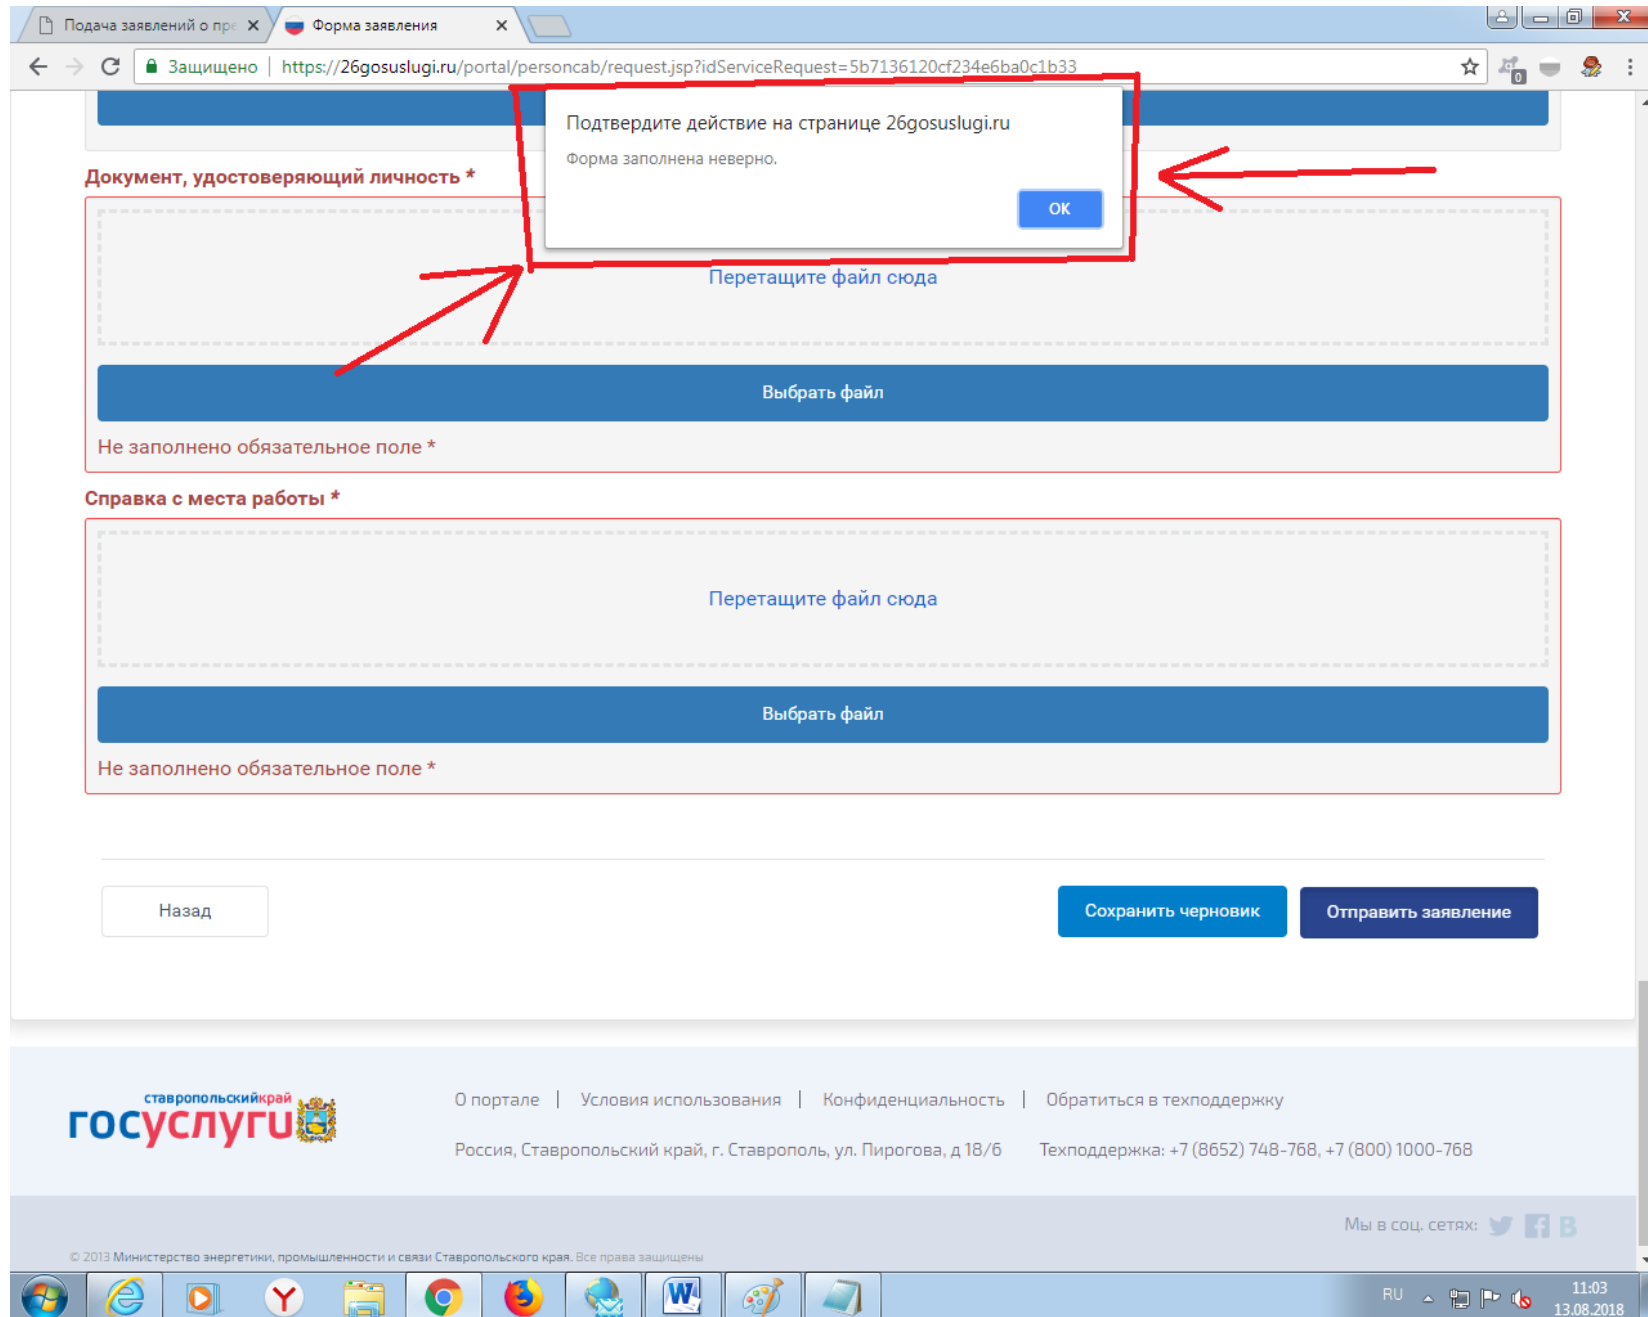 Подача заявлений о пре
Форма заявления
Защищено
https://26gosuslugi.ru/portal/personcab/request.jsp?idServiceRequest=5b7136120cf234e6ba0c1b33
0
Подтвердите действие на странице 26gosuslugi.ru
Форма заполнена неверно.
ОК
Документ, удостоверяющий личность *
Перетащите файл сюда
Выбрать файл
Не заполнено обязательное поле *
Справка с места работы *
Перетащите файл сюда
Выбрать файл
Не заполнено обязательное поле *
Назад
Сохранить черновик
Отправить заявление
ставропольскийкрай
госуслуги
О портале | Условия использования | Конфиденциальность | Обратиться в техподдержку
Россия, Ставропольский край, г. Ставрополь, ул. Пирогова, д 18/6 Техподдержка: +7 (8652) 748-768, +7 (800) 1000-768
Мы в соц. сетях:
© 2013 Министерство энергетики, промышленности и связи Ставропольского края. Все права защищены
RU
11:03
13.08.2018